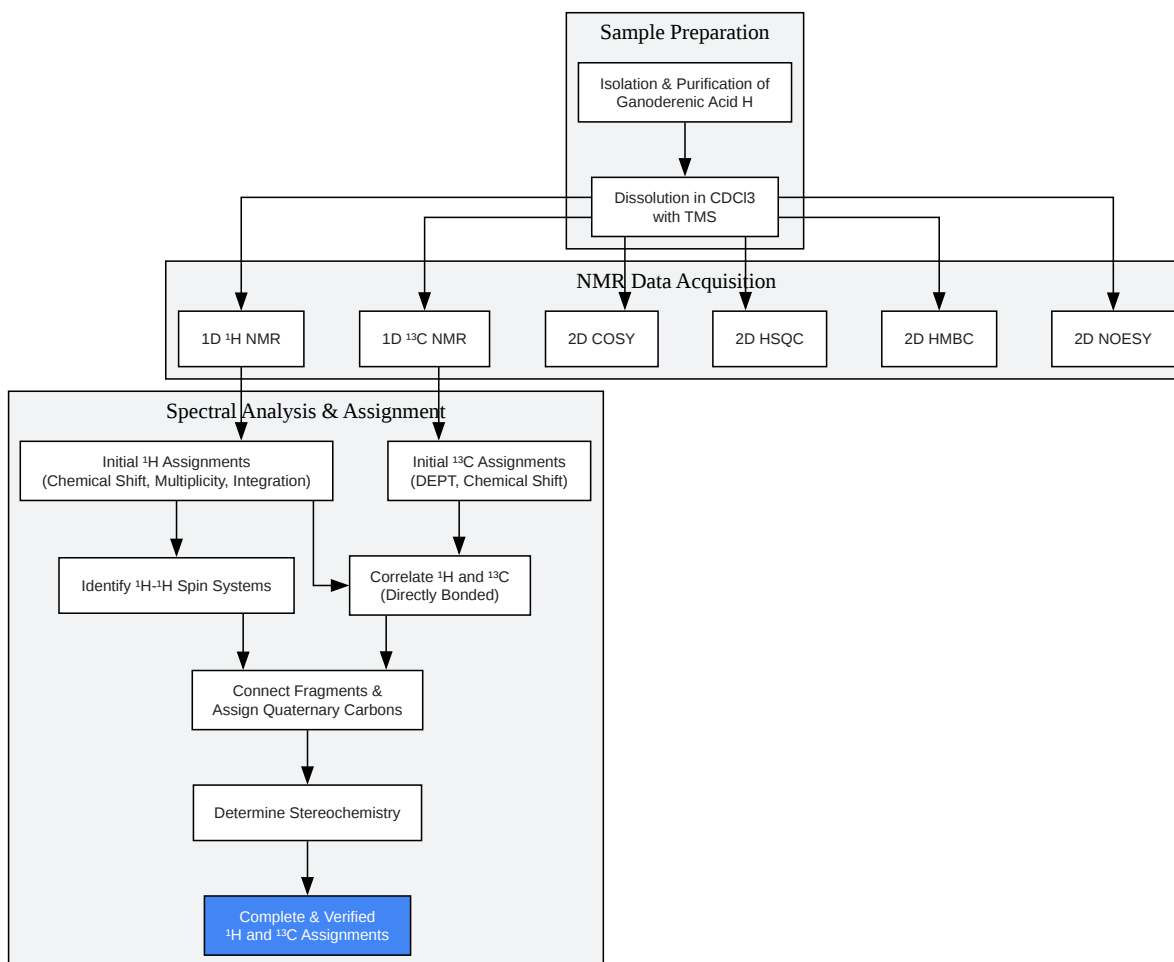 Sample Preparation
Isolation & Purification of
Ganoderenic Acid H
Dissolution in CDCl3
with TMS
NMR Data Acquisition
1D ¹H NMR
1D ¹³C NMR
2D COSY
2D HSQC
2D HMBC
2D NOESY
Spectral Analysis & Assignment
Initial ¹H Assignments
(Chemical Shift, Multiplicity, Integration)
Initial ¹³C Assignments
(DEPT, Chemical Shift)
Identify ¹H-¹H Spin Systems
Correlate ¹H and ¹³C
(Directly Bonded)
Connect Fragments &
Assign Quaternary Carbons
Determine Stereochemistry
Complete & Verified
¹H and ¹³C Assignments